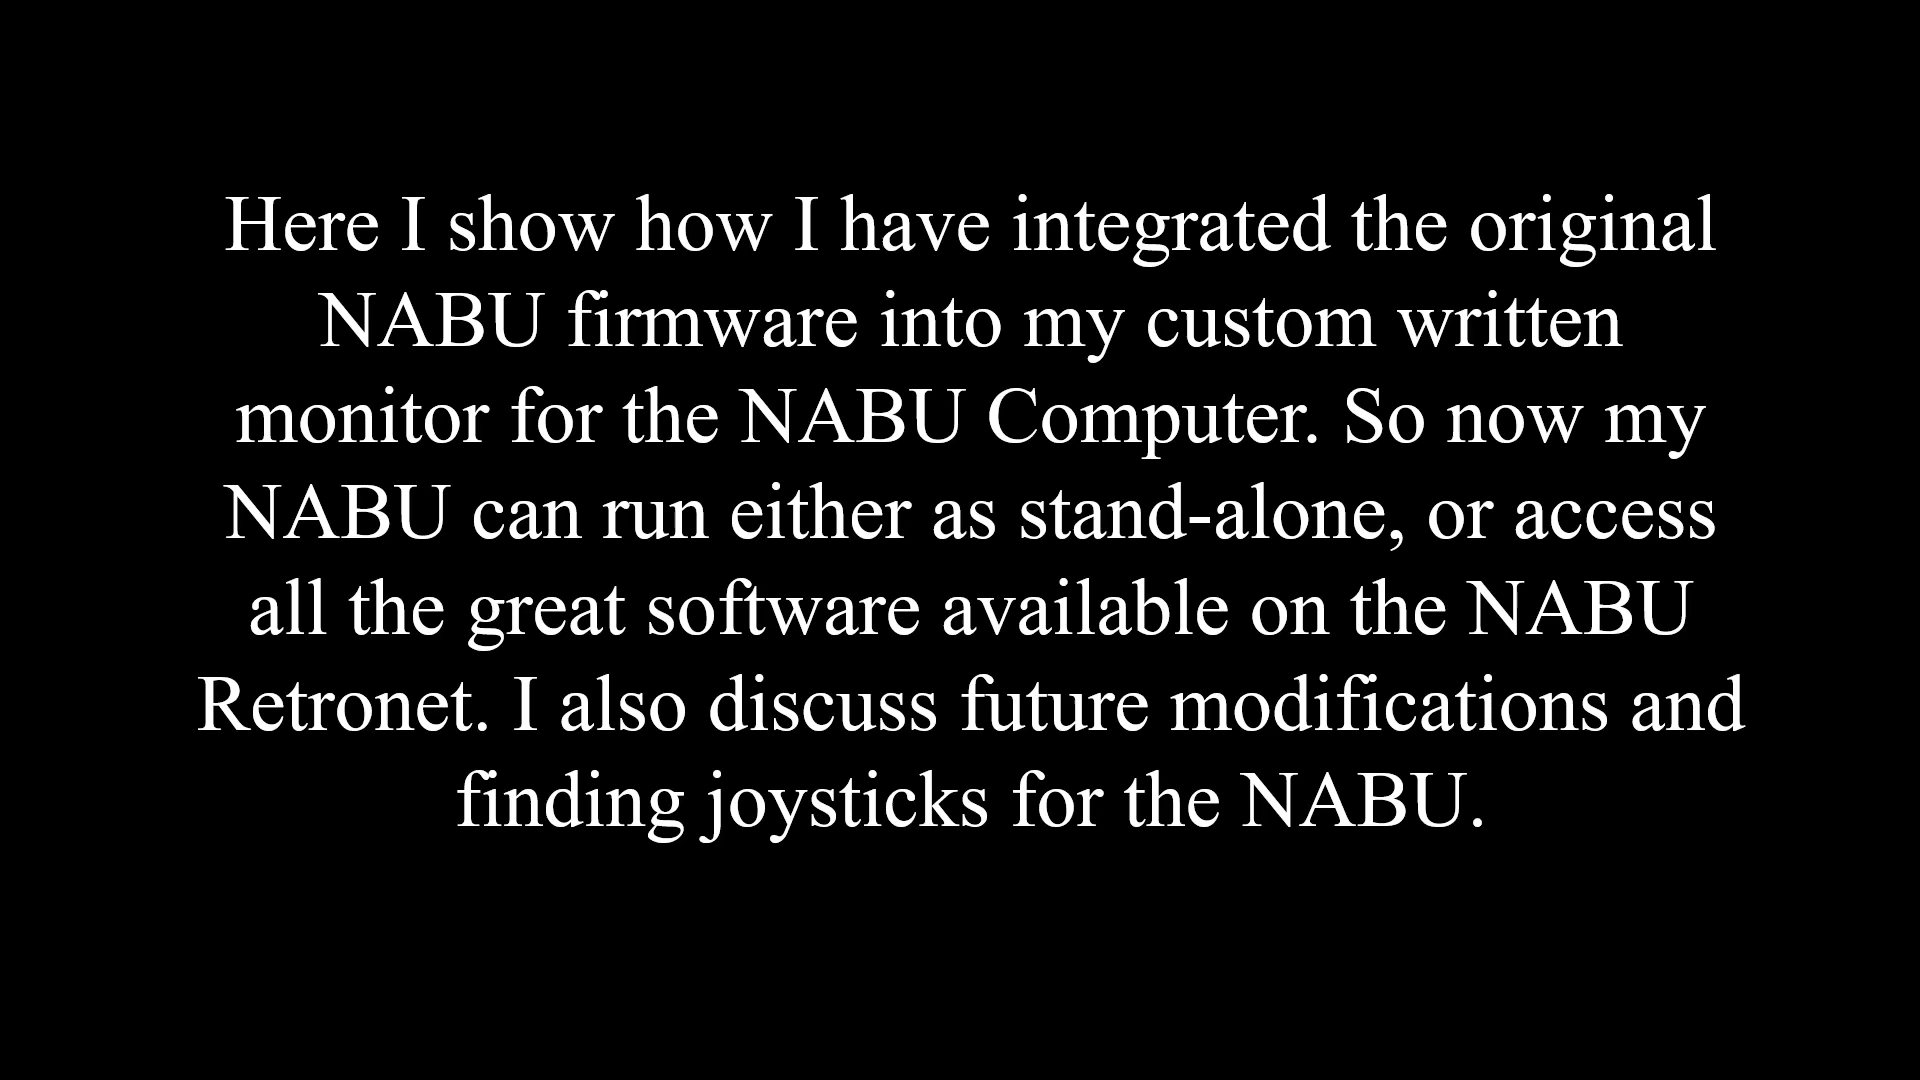 Here I show how I have integrated the original
NABU firmware into my custom written
monitor for the NABU Computer. So now my
NABU can run either as stand-alone, or access
all the great software available on the NABU
Retronet. I also discuss future modifications and
finding joysticks for the NABU.